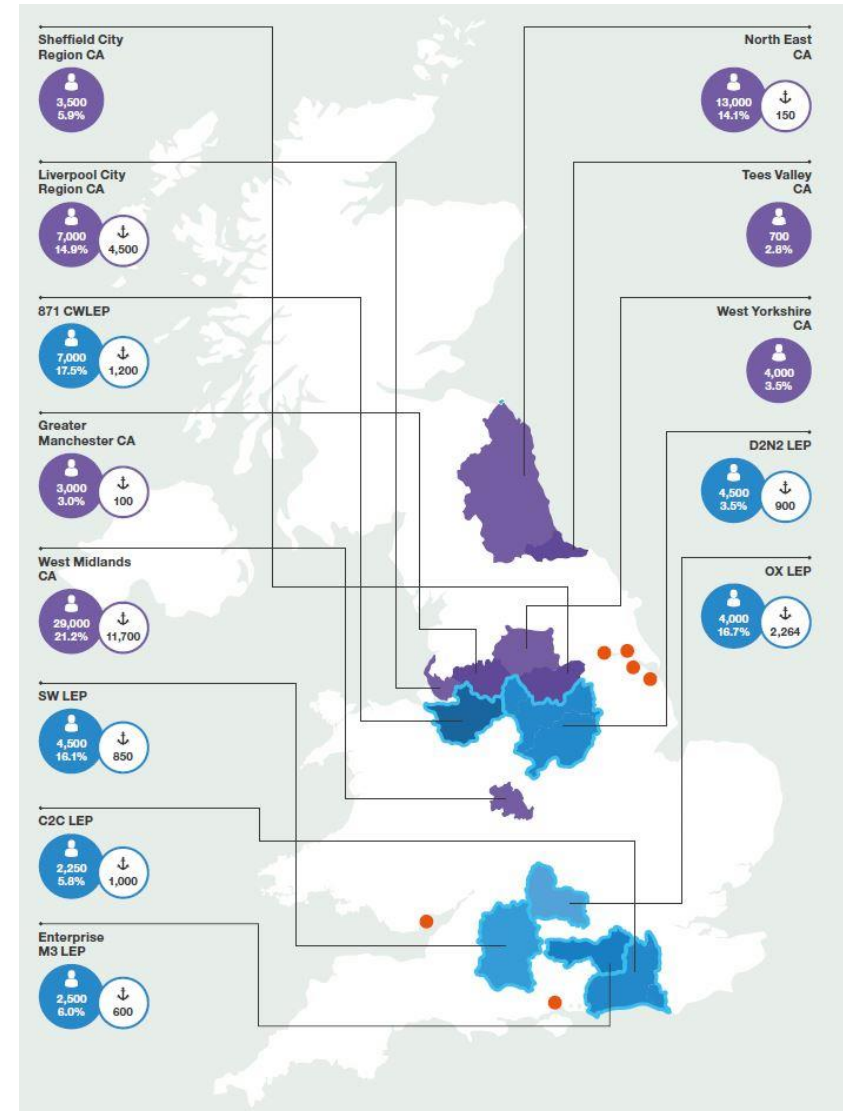 Sheffield City
Region CA
3,500
5.9%
Liverpool City
Region CA
7,000
14.9%
4,500
871 CWLEP
7,000
17.5%
1,200
Greater
Manchester CA
3,000
3.0%
100
West Midlands
CA
29,000
21.2%
11,700
SW LEP
4,500
16.1%
850
C2C LEP
2,250
5.8%
1,000
Enterprise
M3 LEP
2,500
6.0%
600
North East
CA
13,000
14.1%
150
Tees Valley
CA
700
2.8%
West Yorkshire
CA
4,000
3.5%
D2N2 LEP
4,500
3.5%
900
OX LEP
4,000
16.7%
2,264